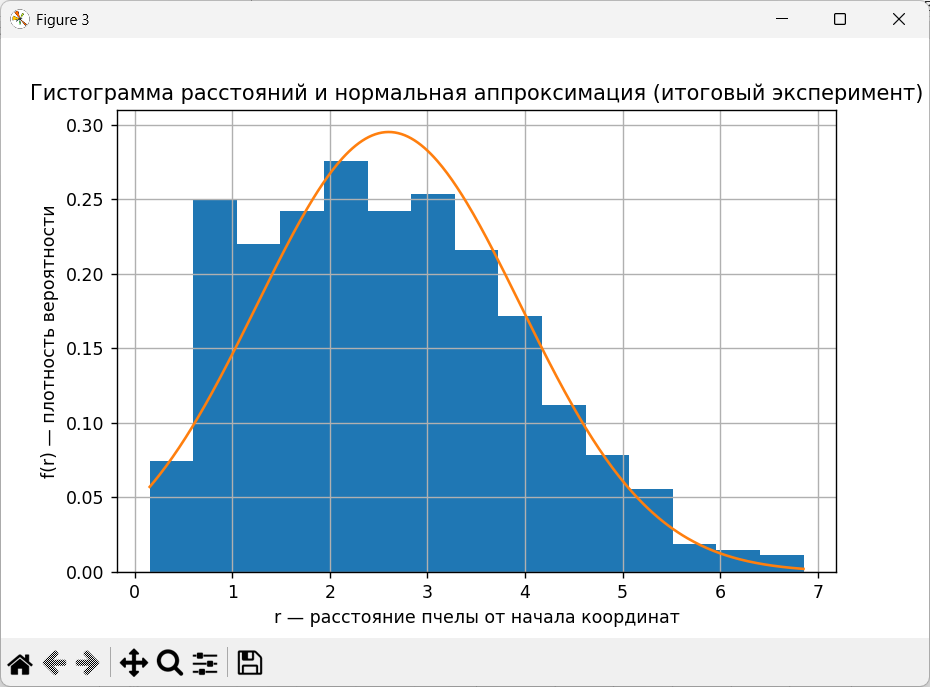 Figure 3
Гистограмма расстояний и нормальная аппроксимация (итоговый эксперимент)
0.30
0.25
0.20
0.15
0.10
0.05
0.00
f(r) — плотность вероятности
0 1 2 3 4 5 6 7
r — расстояние пчелы от начала координат